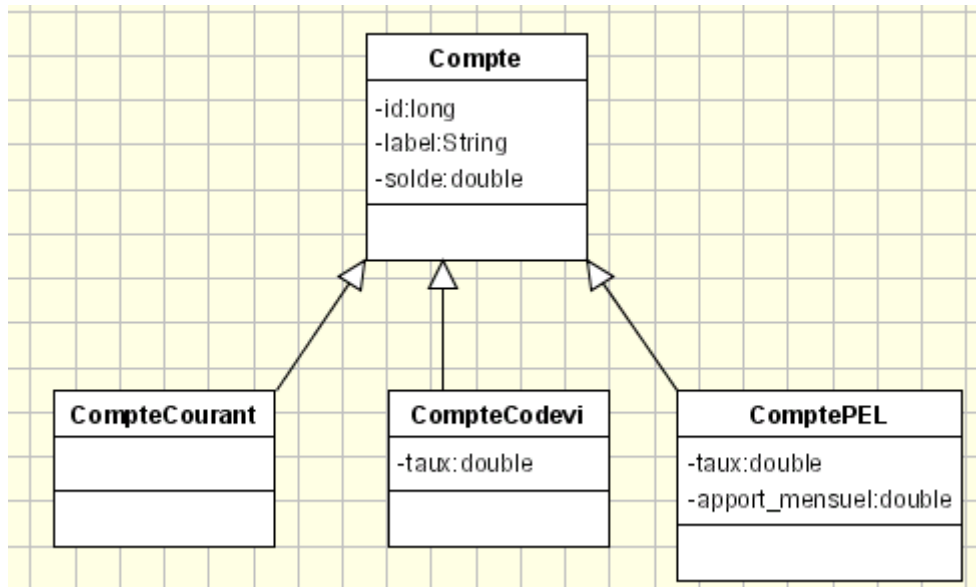 Compte
-id:long
-label:String
-solde:double
CompteCourant
CompteCodevi
-taux:double
ComptePEL
-taux:double
-apport_mensuel:double